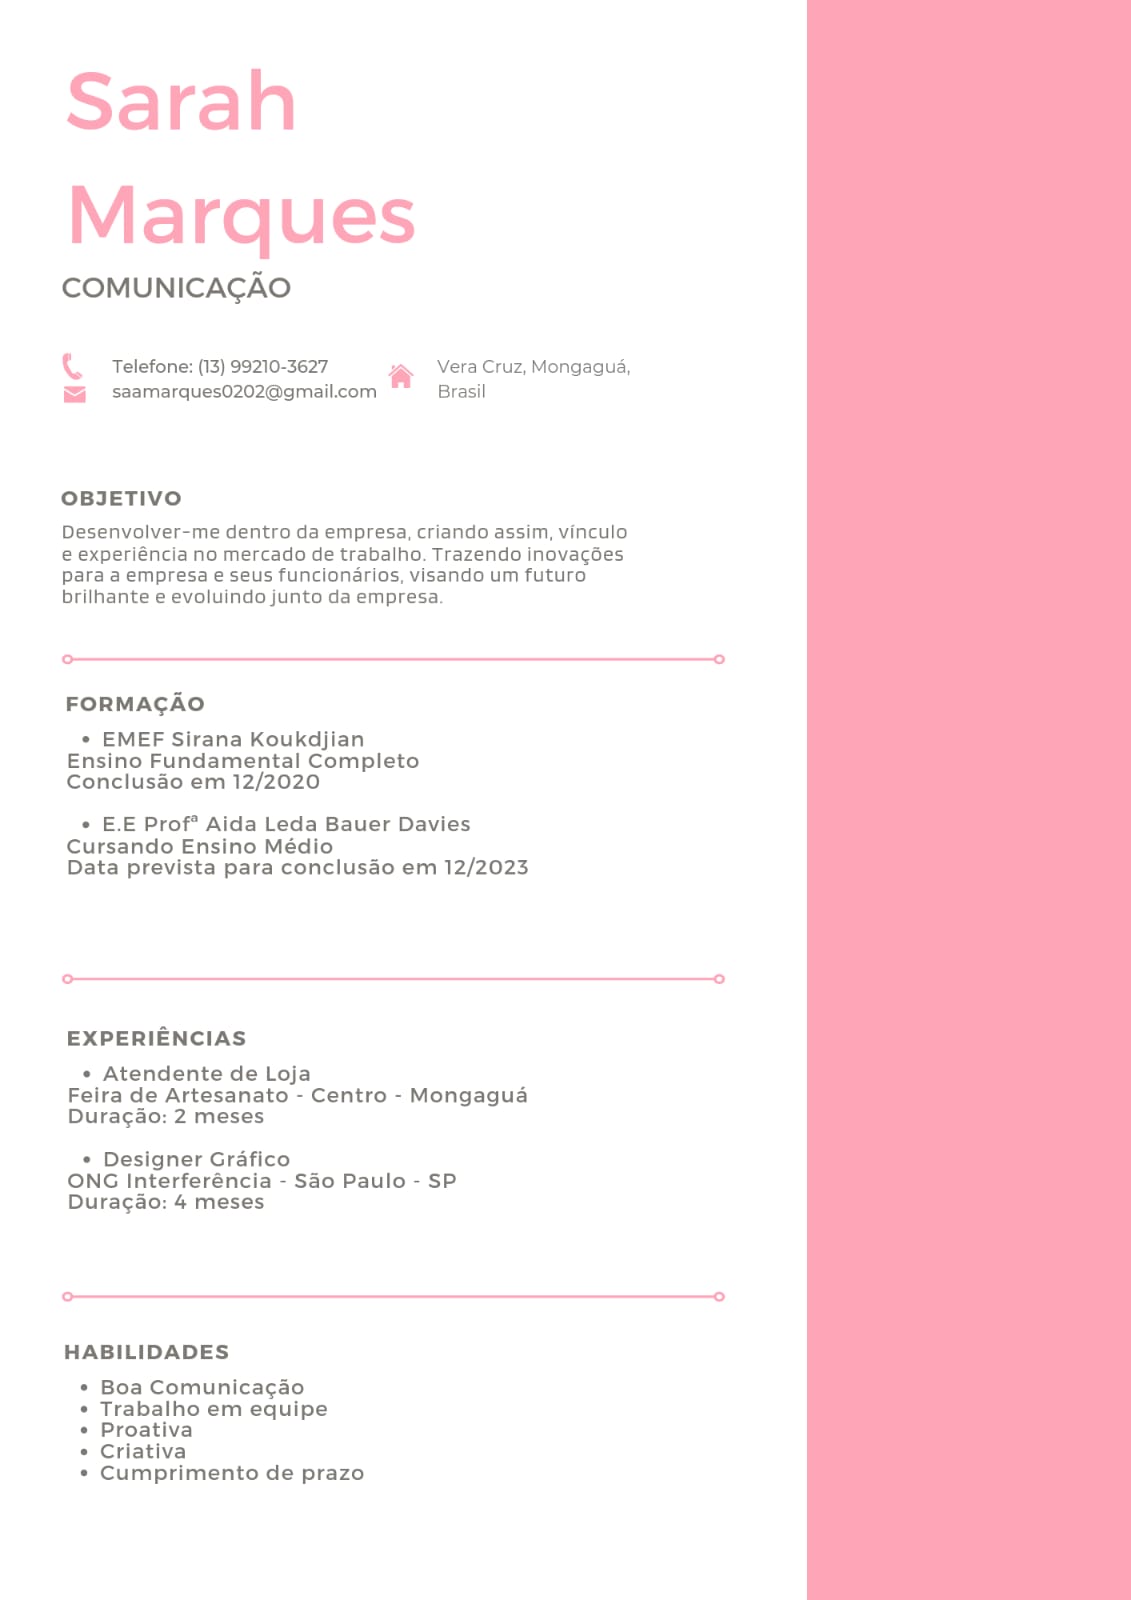 Sarah
Marques
COMUNICAÇÃO
Telefone: (13) 99210-3627
saamarques0202@gmail.com
Vera Cruz, Mongaguá,
Brasil
OBJETIVO
Desenvolver-me dentro da empresa, criando assim, vínculo
e experiência no mercado de trabalho. Trazendo inovações
para a empresa e seus funcionários, visando um futuro
brilhante e evoluindo junto da empresa.
FORMAÇÃO
• EMEF Sirana Koukdjian
Ensino Fundamental Completo
Conclusão em 12/2020
• E.E Profª Aida Leda Bauer Davies
Cursando Ensino Médio
Data prevista para conclusão em 12/2023
EXPERIÊNCIAS
• Atendente de Loja
Feira de Artesanato - Centro - Mongaguá
Duração: 2 meses
• Designer Gráfico
ONG Interferência - São Paulo - SP
Duração: 4 meses
HABILIDADES
• Boa Comunicação
• Trabalho em equipe
• Proativa
• Criativa
• Cumprimento de prazo